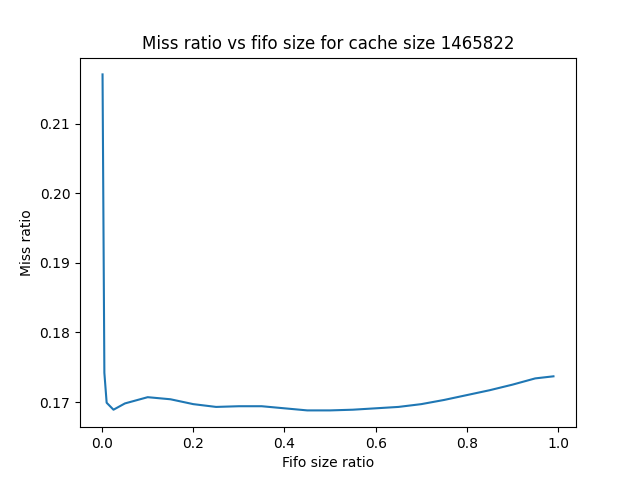 Miss ratio vs fifo size for cache size 1465822
Miss ratio
0.21
0.20
0.19
0.18
0.17
0.0 0.2 0.4 0.6 0.8 1.0
Fifo size ratio